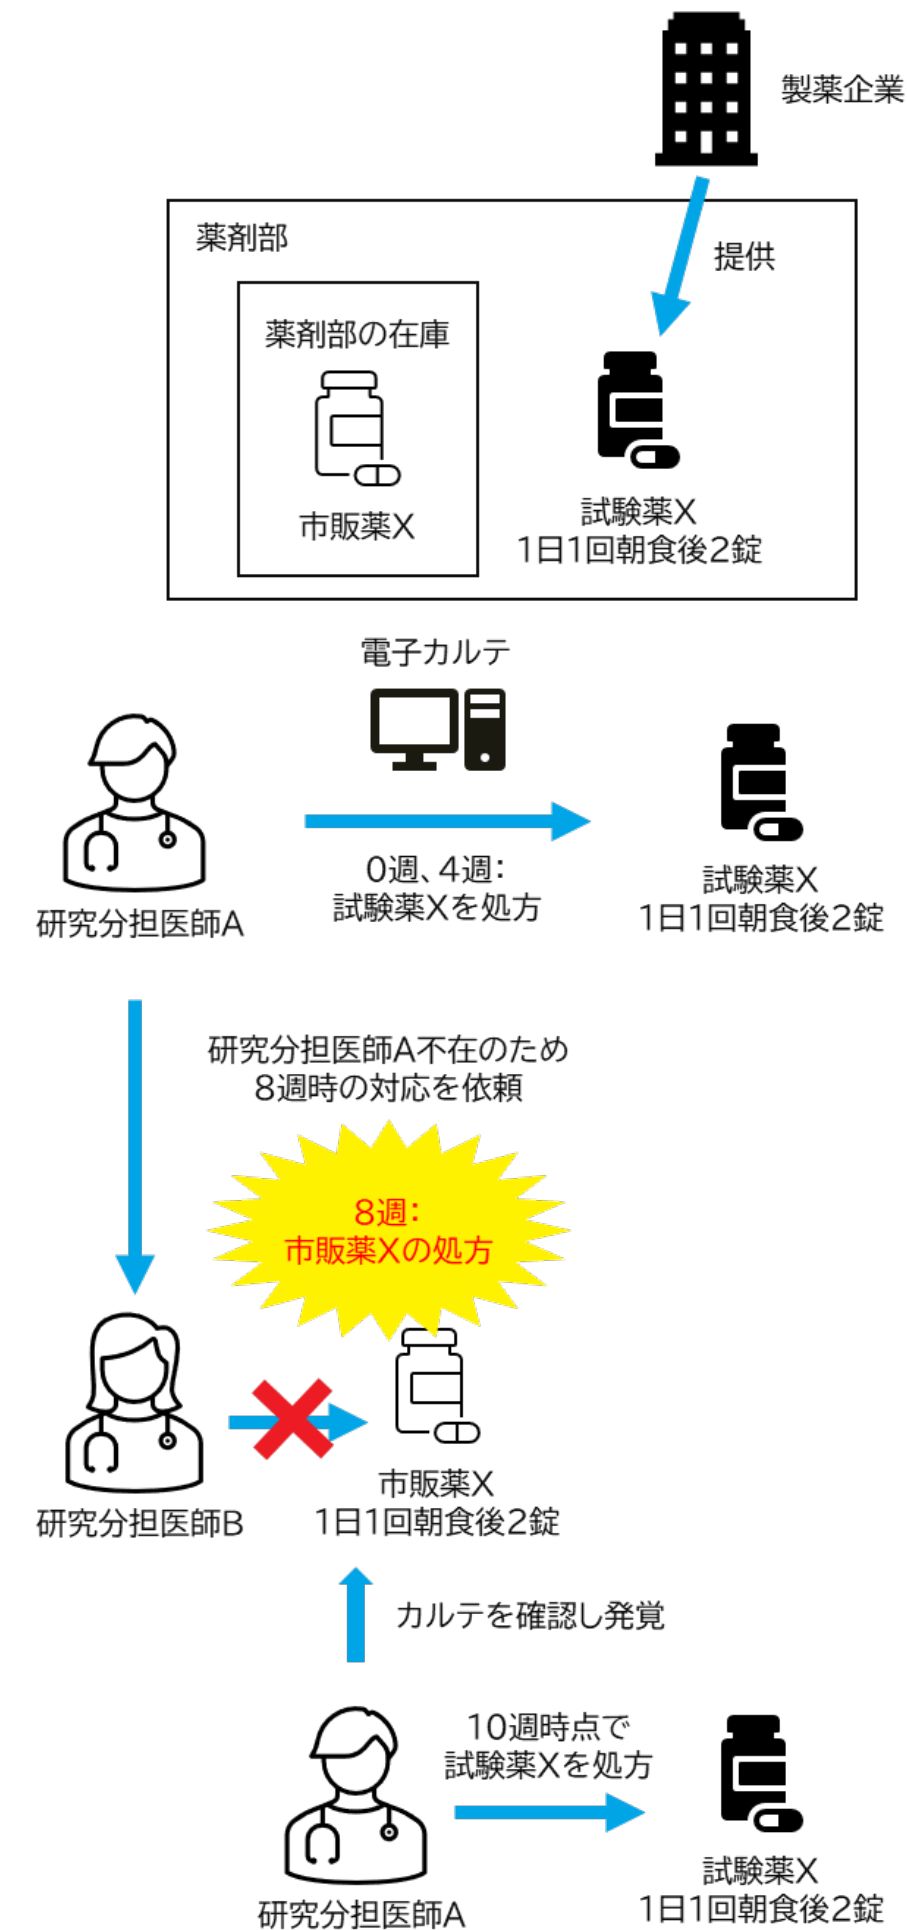 製薬企業
薬剤部
提供
薬剤部の在庫
市販薬X
試験薬X
1日1回朝食後2錠
電子カルテ
0週、4週：
試験薬Xを処方
研究分担医師A
試験薬X
1日1回朝食後2錠
研究分担医師A不在のため
8週時の対応を依頼
8週：
市販薬Xの処方
研究分担医師B
市販薬X
1日1回朝食後2錠
カルテを確認し発覚
10週時点で
試験薬Xを処方
研究分担医師A
試験薬X
1日1回朝食後2錠